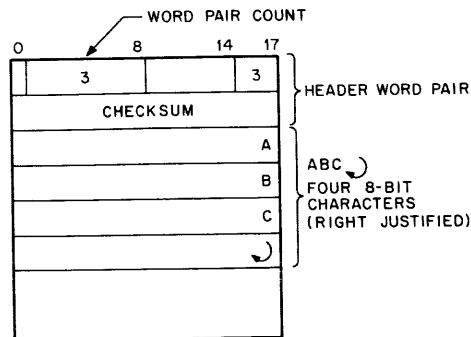 WORD PAIR COUNT
0 8 14 17
3 3
HEADER WORD PAIR
CHECKSUM
A
B
C
ABC
FOUR 8-BIT
CHARACTERS
(RIGHT JUSTIFIED)